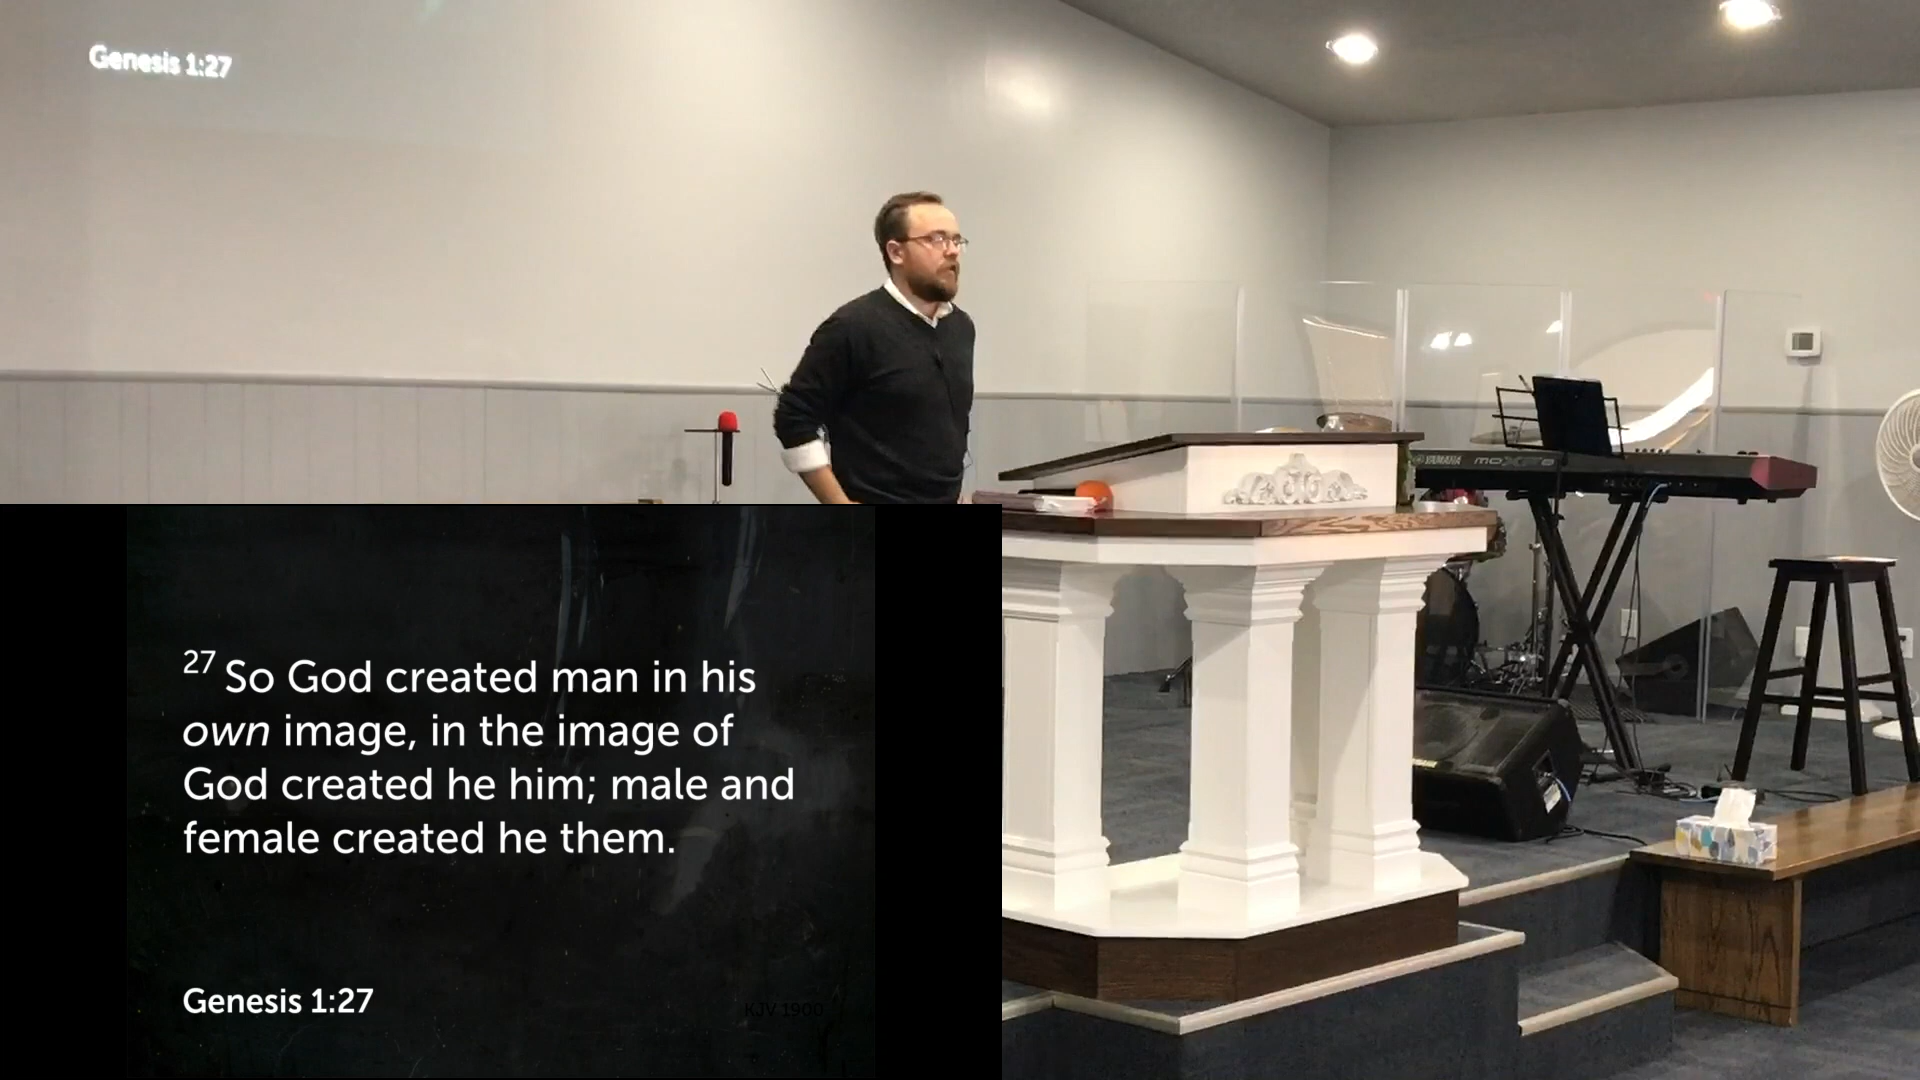 Genesis 1:27
YAMAHA MOXF8
27 So God created man in his
own image, in the image of
God created he him; male and
female created he them.
Genesis 1:27
KJV 1900